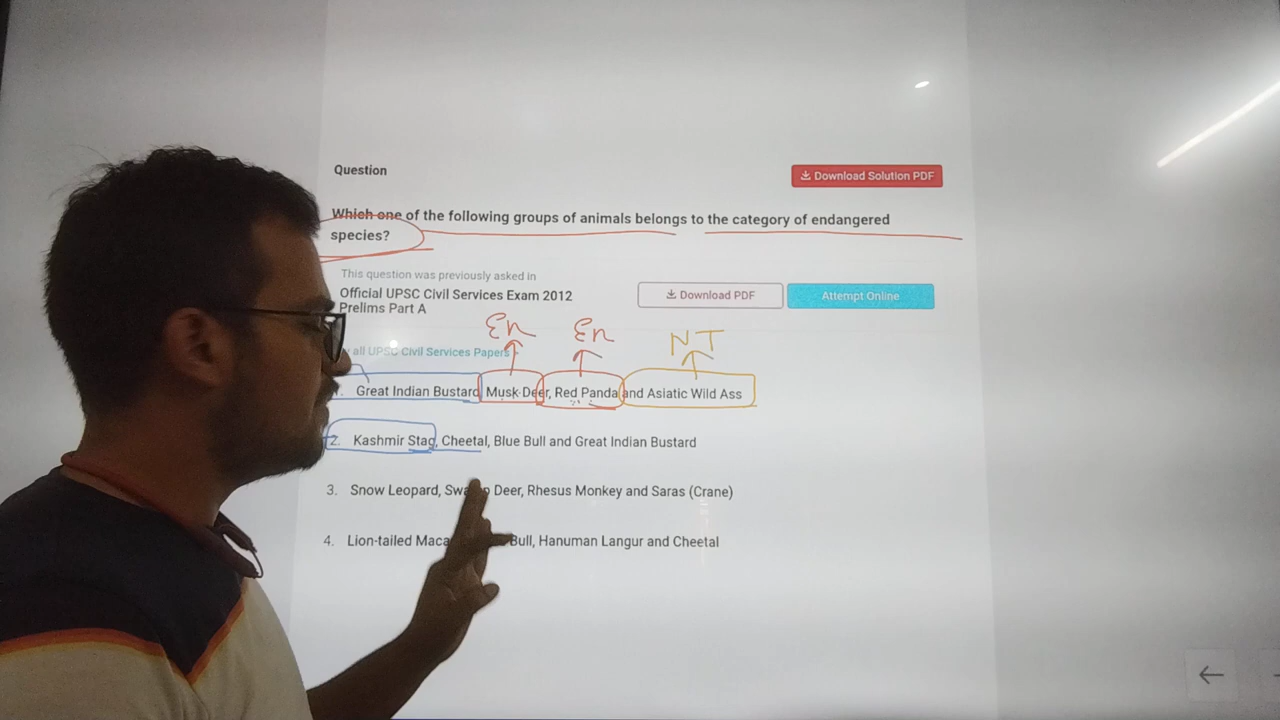 Question
Download Solution PDF
Which one of the following groups of animals belongs to the category of endangered
species?
This question was previously asked in
Official UPSC Civil Services Exam 2012
Prelims Part A
Download PDF
Attempt Online
En En NT
all UPSC Civil Services Papers >
1. Great Indian Bustard, Musk Deer, Red Panda and Asiatic Wild Ass
2. Kashmir Stag, Cheetal, Blue Bull and Great Indian Bustard
3. Snow Leopard, Deer, Rhesus Monkey and Saras (Crane)
4. Lion-tailed Bull, Hanuman Langur and Cheetal